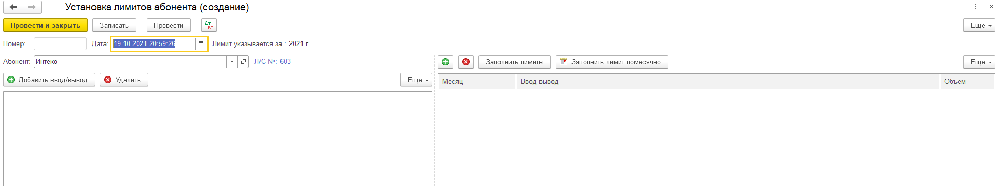 Установка лимитов абонента (создание)
Провести и закрыть Записать Провести Дт Кт Еще
Номер: Дата: 19.10.2021 20:59:26 Лимит указывается за : 2021 г.
Абонент: Интеко Л/С №: 603
Заполнить лимиты Заполнить лимит помесячно Еще
Добавить ввод/вывод Удалить Еще
Месяц Ввод вывод Объем